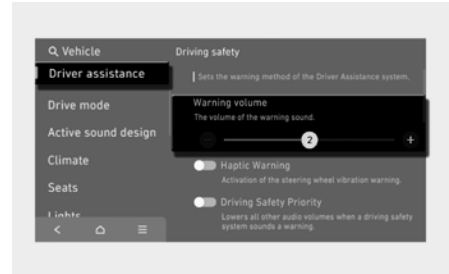 Vehicle
Driving safety
Driver assistance
Sets the warning method of the Driver Assistance system.
Drive mode
Warning volume
The volume of the warning sound.
Active sound design
2
Climate
Haptic Warning
Activation of the steering wheel vibration warning.
Seats
Driving Safety Priority
Lowers all other audio volumes when a driving safety
system sounds a warning.
Lights